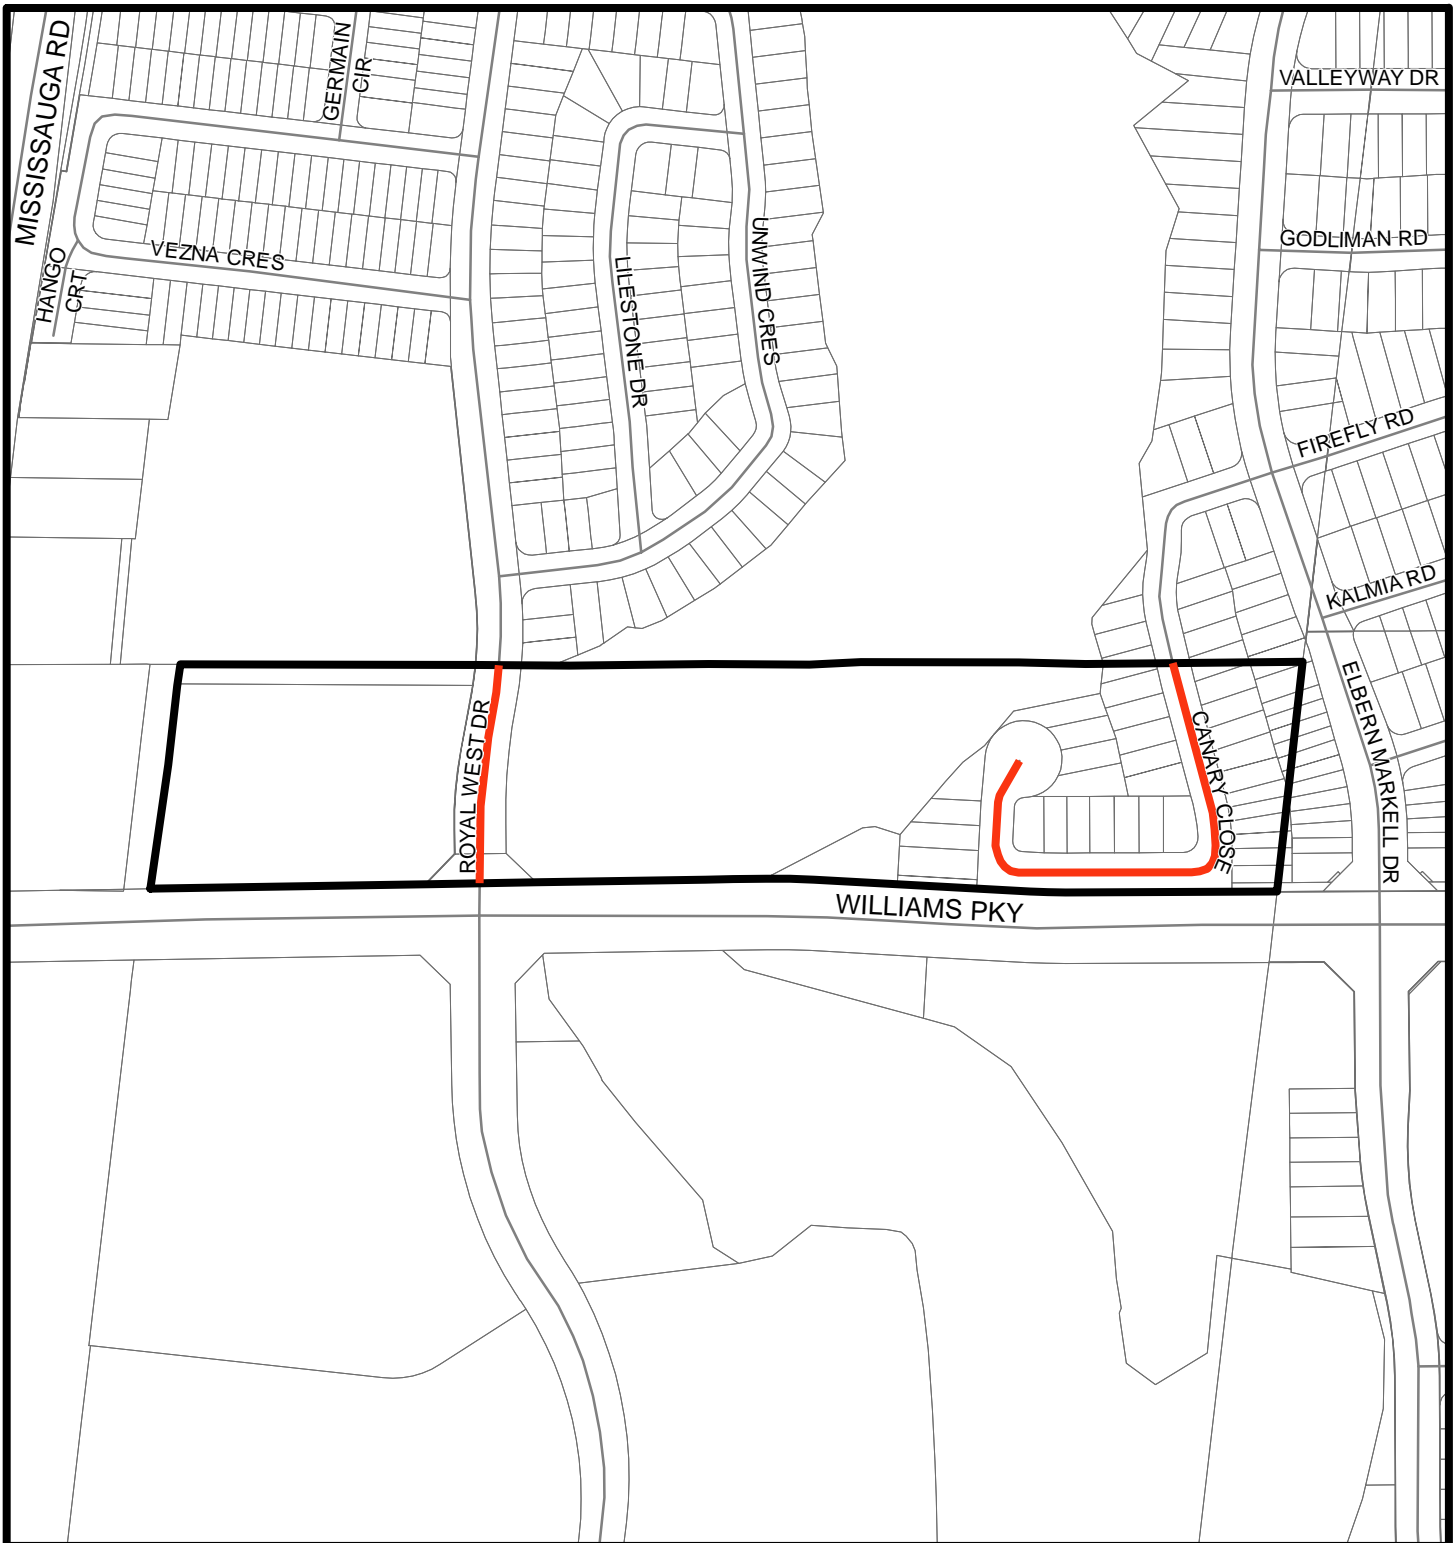 MISSISSAUGA RD
GERMAIN
CIR
VALLEYWAY DR
VEZNA CRES
HANGO
CRT
LILESTONE DR
UNWIND CRES
GODLIMAN RD
FIREFLY RD
KALMIA RD
ROYAL WEST DR
CANARY CLOSE
ELBERN MARKELL DR
WILLIAMS PKY